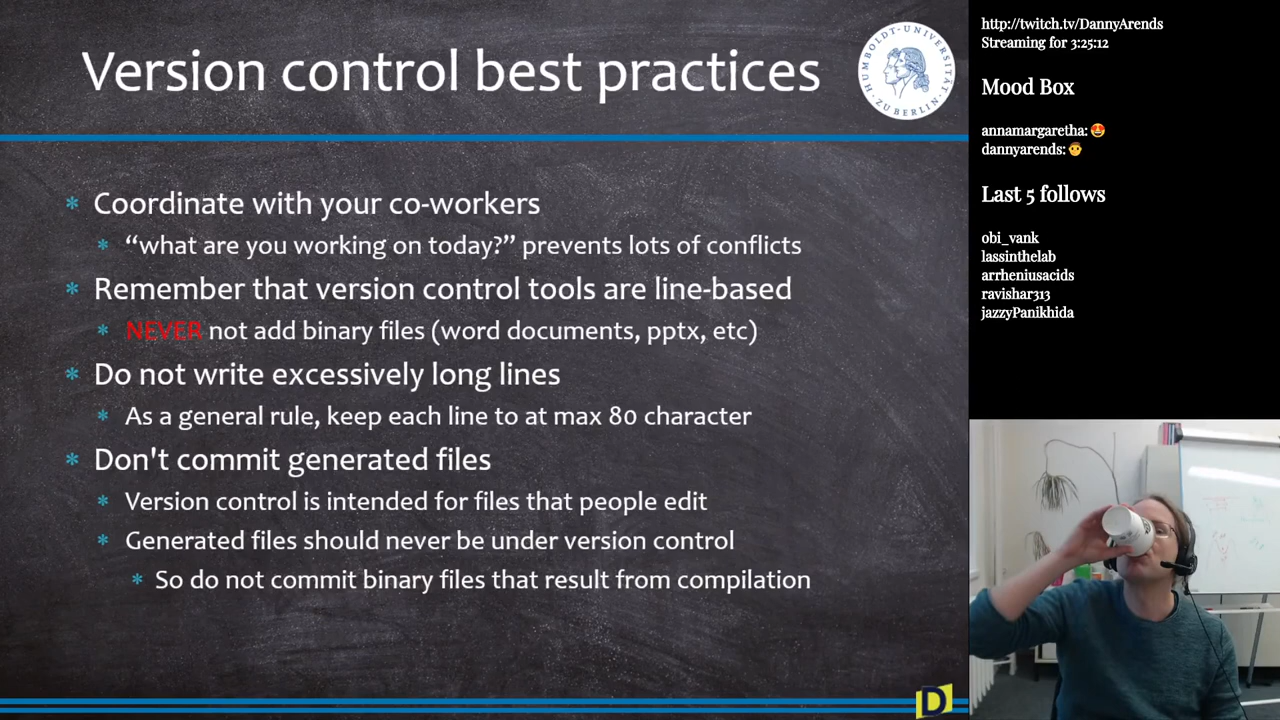 Version control best practices
HUMBOLDT-UNIVERSITÄT ZU BERLIN
Coordinate with your co-workers
“what are you working on today?” prevents lots of conflicts
Remember that version control tools are line-based
NEVER not add binary files (word documents, pptx, etc)
Do not write excessively long lines
As a general rule, keep each line to at max 80 character
Don't commit generated files
Version control is intended for files that people edit
Generated files should never be under version control
So do not commit binary files that result from compilation
D
http://twitch.tv/DannyArends
Streaming for 3:25:12
Mood Box
annamargaretha:
dannyarends:
Last 5 follows
obi_vank
lassinthelab
arrheniusacids
ravishar313
jazzyPanikhida